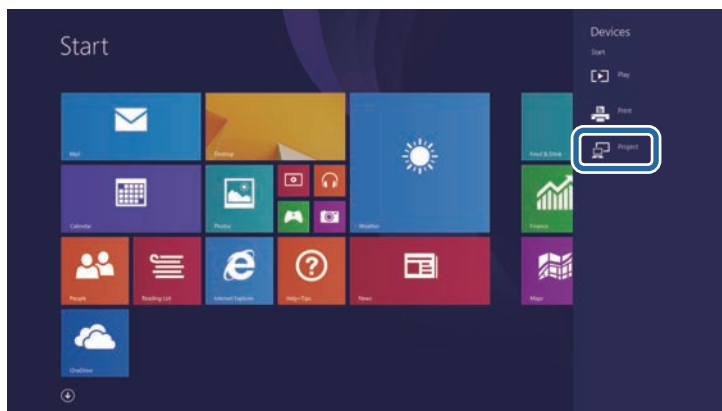 Start
Devices
Start
Play
Print
Project
Mail
Desktop
Food & Drink
Calendar
Photos
Weather
Finance
People
Reading List
Internet Explorer
Help+Tips
News
Maps
OneDrive